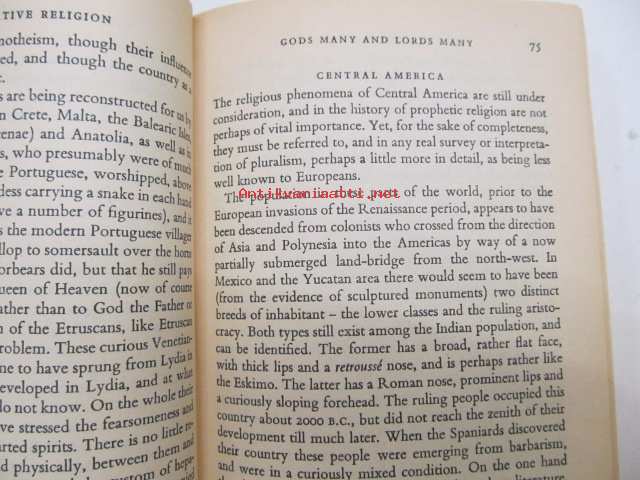 TIVE RELIGION
notheism, though their influence
ed, and though the country as a
are being reconstructed for us by
n Crete, Malta, the Balearic Isles,
enae) and Anatolia, as well as in
s, who presumably were of much
Portuguese, worshipped, above
dess carrying a snake in each hand
ve a number of figurines), and it
s the modern Portuguese villager
llop to somersault over the horns
orbears did, but that he still pays
ueen of Heaven (now of course
ather than to God the Father or
n of the Etruscans, like Etruscan
roblem. These curious Venetian-
ne to have sprung from Lydia in
eveloped in Lydia, and at what
do not know. On the whole their
ve stressed the fearsomeness and
arted spirits. There is no little re-
d physically, between them and
custom of hepa-
GODS MANY AND LORDS MANY 75
CENTRAL AMERICA
The religious phenomena of Central America are still under
consideration, and in the history of prophetic religion are not
perhaps of vital importance. Yet, for the sake of completeness,
they must be referred to, and in any real survey or interpreta-
tion of pluralism, perhaps a little more in detail, as being less
well known to Europeans.
The population in most parts of the world, prior to the
European invasions of the Renaissance period, appears to have
been descended from colonists who crossed from the direction
of Asia and Polynesia into the Americas by way of a now
partially submerged land-bridge from the north-west. In
Mexico and the Yucatan area there would seem to have been
(from the evidence of sculptured monuments) two distinct
breeds of inhabitant – the lower classes and the ruling aristo-
cracy. Both types still exist among the Indian population, and
can be identified. The former has a broad, rather flat face,
with thick lips and a retroussé nose, and is perhaps rather like
the Eskimo. The latter has a Roman nose, prominent lips and
a curiously sloping forehead. The ruling people occupied this
country about 2000 B.C., but did not reach the zenith of their
development till much later. When the Spaniards discovered
their country these people were emerging from barbarism,
and were in a curiously mixed condition. On the one hand
literature
Antillvaninarbst.net